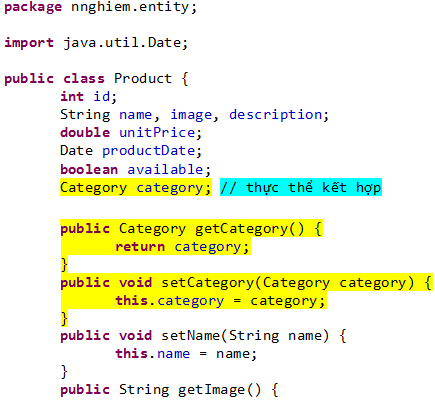 package nnghiem.entity;
import java.util.Date;
public class Product {
int id;
String name, image, description;
double unitPrice;
Date productDate;
boolean available;
Category category; // thực thể kết hợp
public Category getCategory() {
return category;
}
public void setCategory(Category category) {
this.category = category;
}
public void setName(String name) {
this.name = name;
}
public String getImage() {